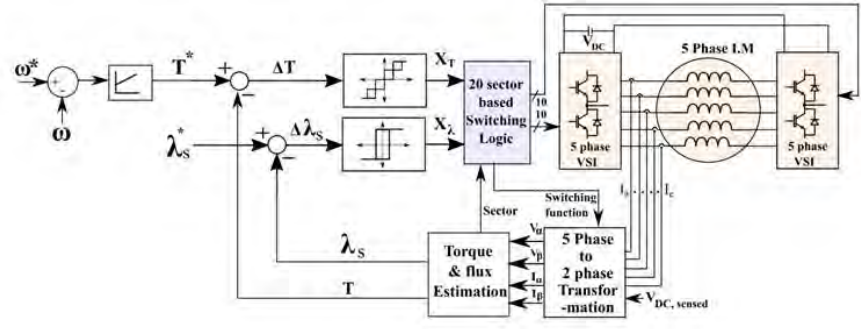 ω*
+
-
ω
T*
+
−
ΔT
X_T
λ_S*
+
−
Δλ_S
X_λ
20 sector
based
Switching
Logic
10
10
V_DC
5 phase
VSI
5 Phase I.M
5 phase
VSI
Sector
Switching
function
λ_S
T
Torque
& flux
Estimation
V_α
V_β
I_α
I_β
5 Phase
to
2 phase
Transfor
-mation
V_DC, sensed